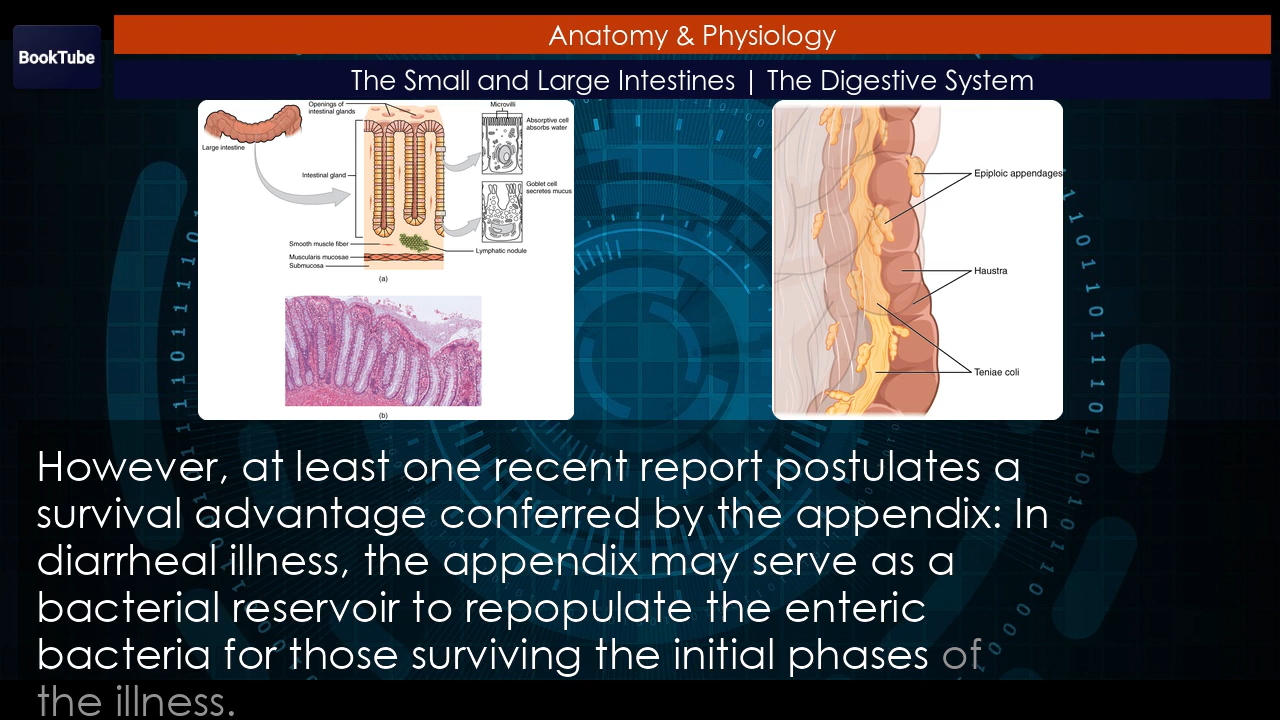 BookTube
Anatomy & Physiology
The Small and Large Intestines | The Digestive System
Openings of
intestinal glands
Large intestine
Intestinal gland
Smooth muscle fiber
Muscularis mucosae
Submucosa
Microvilli
Absorptive cell
absorbs water
Goblet cell
secretes mucus
Lymphatic nodule
(a)
(b)
Epiploic appendages
Haustra
Teniae coli
However, at least one recent report postulates a
survival advantage conferred by the appendix: In
diarrheal illness, the appendix may serve as a
bacterial reservoir to repopulate the enteric
bacteria for those surviving the initial phases of
the illness.